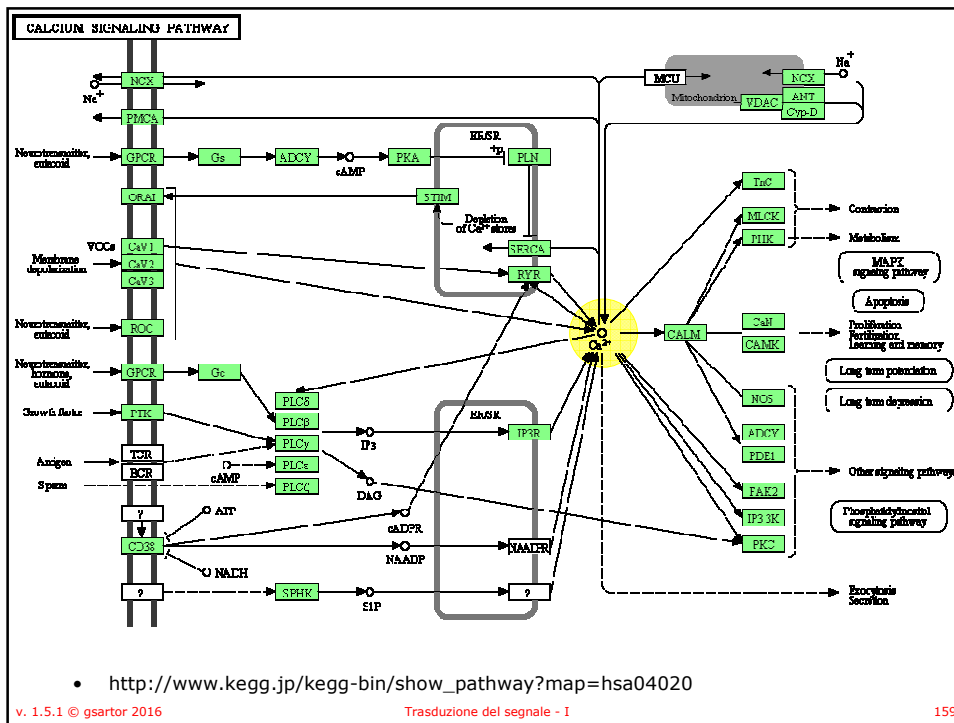 CALCIUM SIGNALING PATHWAY
NCX
Na+
PMCA
MCU
NCX
Na+
Mitochondrion
VDAC
ANT
Cyp-D
Neurotransmitter,
autacoid
GPCR
Gs
ADCY
cAMP
PKA
ER/SR
+p
PLN
ORAI
STIM
Depletion
of Ca2+ stores
SERCA
RYR
VOCs
CaV1
CaV2
CaV3
Membrane
depolarization
Neurotransmitter,
autacoid
ROC
Neurotransmitter,
hormone,
autacoid
GPCR
Gq
Growth factor
PTK
Antigen
TCR
BCR
Sperm
cAMP
PLCδ
PLCβ
PLCγ
PLCε
PLCζ
IP3
DAG
ER/SR
IP3R
?
ATP
CD38
NADH
cADPR
NAADP
NAADPR
?
SPHK
S1P
?
Ca2+
CALM
TnC
MLCK
PHK
Contraction
Metabolism
MAPK
signaling pathway
Apoptosis
CaN
CAMK
Proliferation
Fertilization
Learning and memory
Long term potentiation
Long term depression
NOS
ADCY
PDE1
FAK2
IP3 3K
PKC
Other signaling pathways
Phosphatidylinositol
signaling pathway
Exocytosis
Secretion
• http://www.kegg.jp/kegg-bin/show_pathway?map=hsa04020
v. 1.5.1 © gsartor 2016
Trasduzione del segnale - I
159